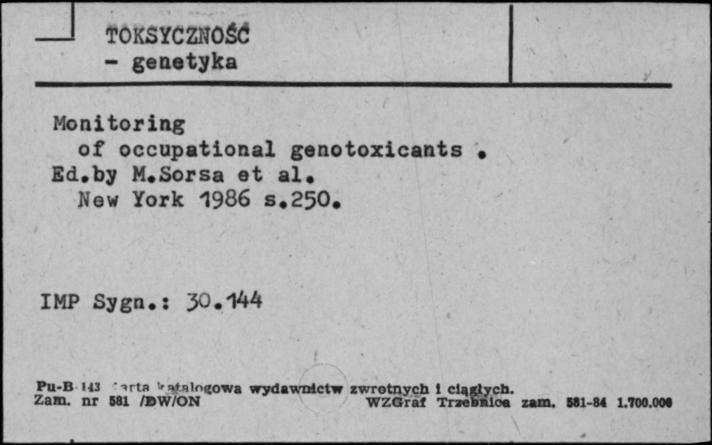 TOKSYCZNOŚĆ
- genetyka
Monitoring
of occupational genotoxicants .
Ed.by M.Sorsa et al.
New York 1986 s.250.
IMP Sygn.: 30.144
Pu-B 143 karta katalogowa wydawnictw zwrotnych i ciągłych.
Zam. nr 581 /DW/ON WZGraf Trzebnica zam. 581-84 1.700.000